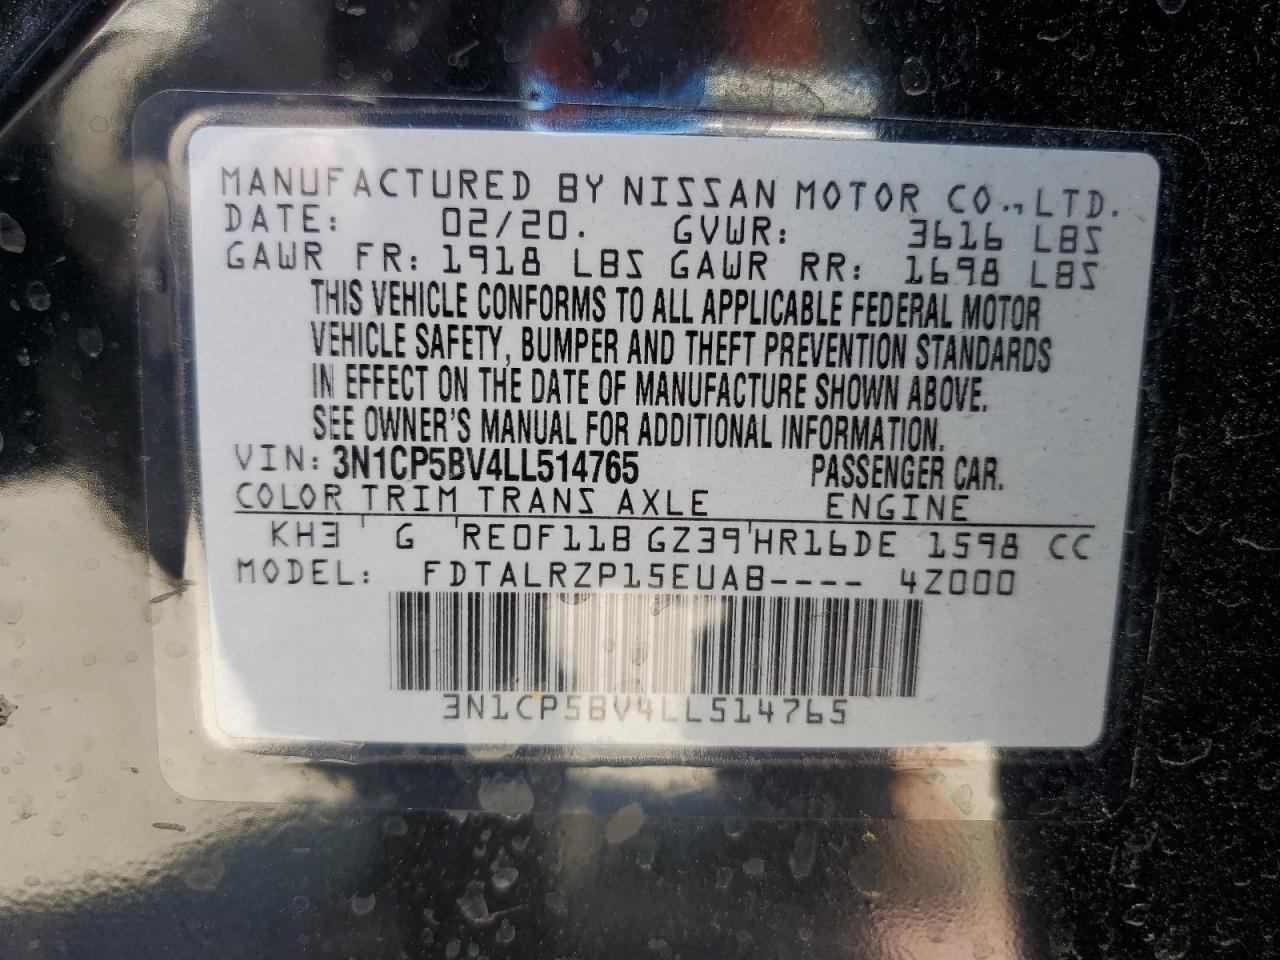 MANUFACTURED BY NISSAN MOTOR CO., LTD.
DATE: 02/20. GVWR: 3616 LBS
GAWR FR: 1918 LBS GAWR RR: 1698 LBS
THIS VEHICLE CONFORMS TO ALL APPLICABLE FEDERAL MOTOR
VEHICLE SAFETY, BUMPER AND THEFT PREVENTION STANDARDS
IN EFFECT ON THE DATE OF MANUFACTURE SHOWN ABOVE.
SEE OWNER'S MANUAL FOR ADDITIONAL INFORMATION.
VIN: 3N1CP5BV4LL514765 PASSENGER CAR.
COLOR TRIM TRANS AXLE ENGINE
KH3 G RE0F11B GZ39 HR16DE 1598 CC
MODEL: FDTALRZP15EUAB---- 4Z000
3N1CP5BV4LL514765